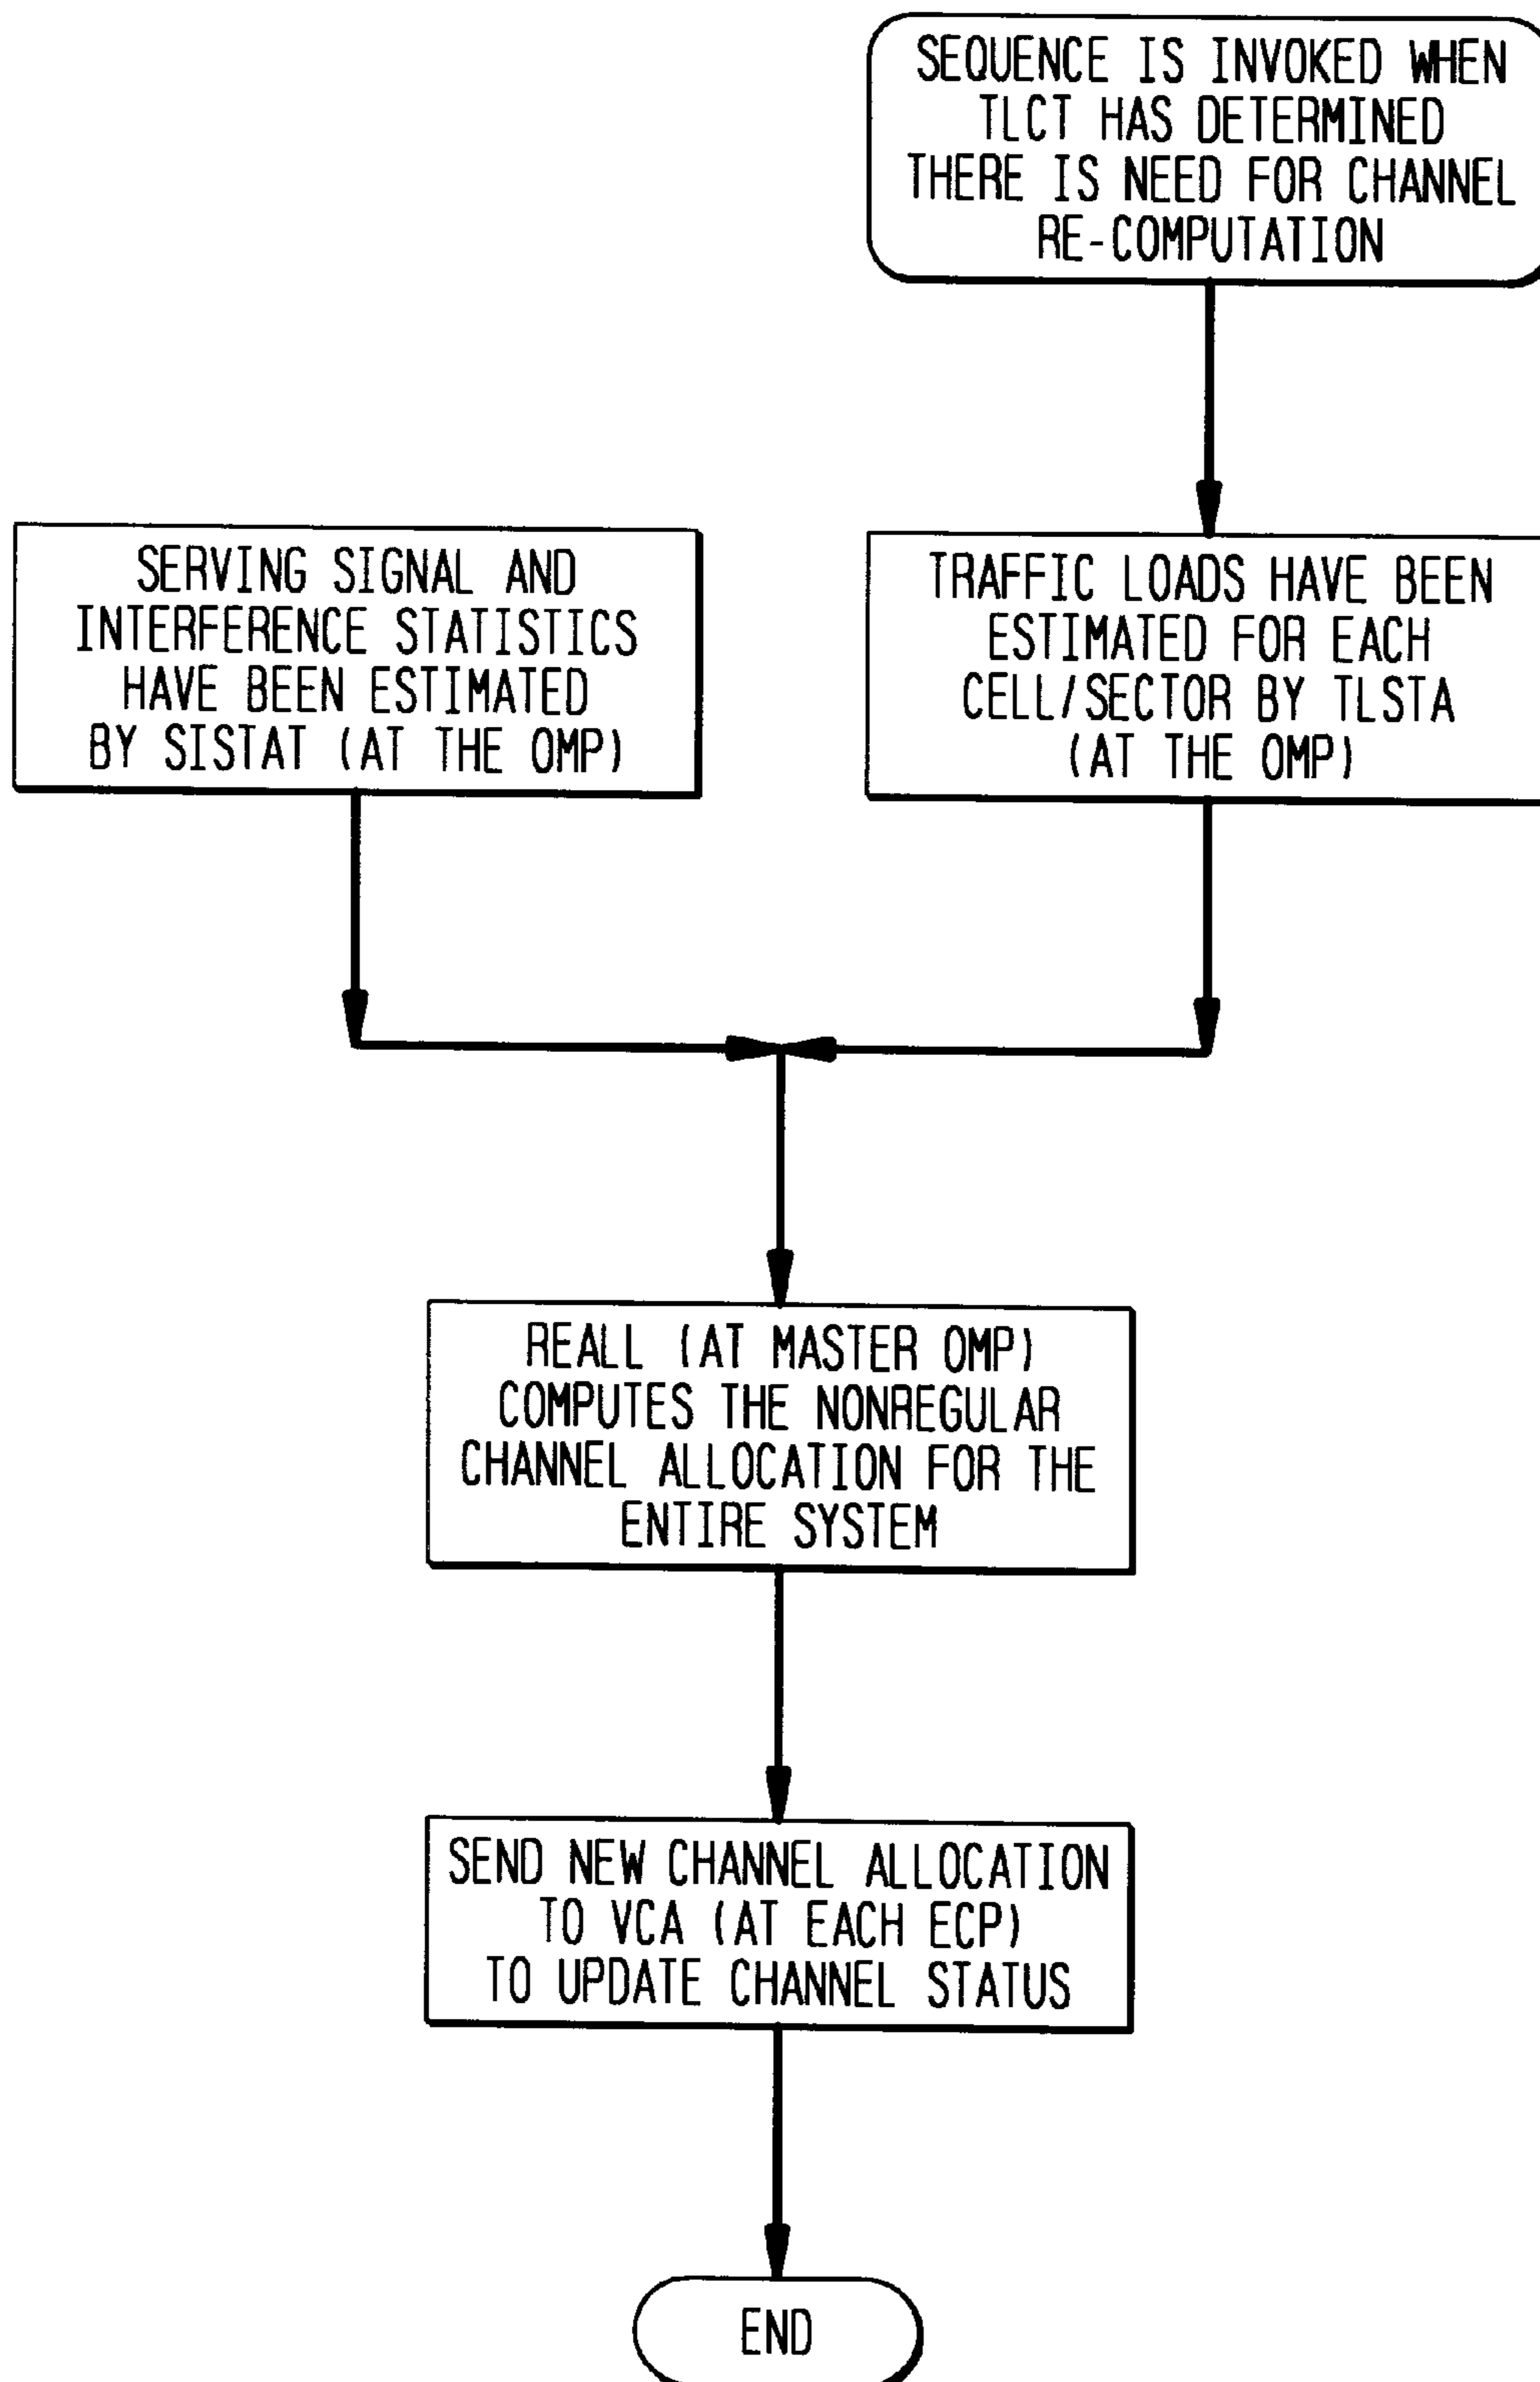 SEQUENCE IS INVOKED WHEN
TLCT HAS DETERMINED
THERE IS NEED FOR CHANNEL
RE-COMPUTATION
SERVING SIGNAL AND
INTERFERENCE STATISTICS
HAVE BEEN ESTIMATED
BY SISTAT (AT THE OMP)
TRAFFIC LOADS HAVE BEEN
ESTIMATED FOR EACH
CELL/SECTOR BY TLSTA
(AT THE OMP)
REALL (AT MASTER OMP)
COMPUTES THE NONREGULAR
CHANNEL ALLOCATION FOR THE
ENTIRE SYSTEM
SEND NEW CHANNEL ALLOCATION
TO VCA (AT EACH ECP)
TO UPDATE CHANNEL STATUS
END